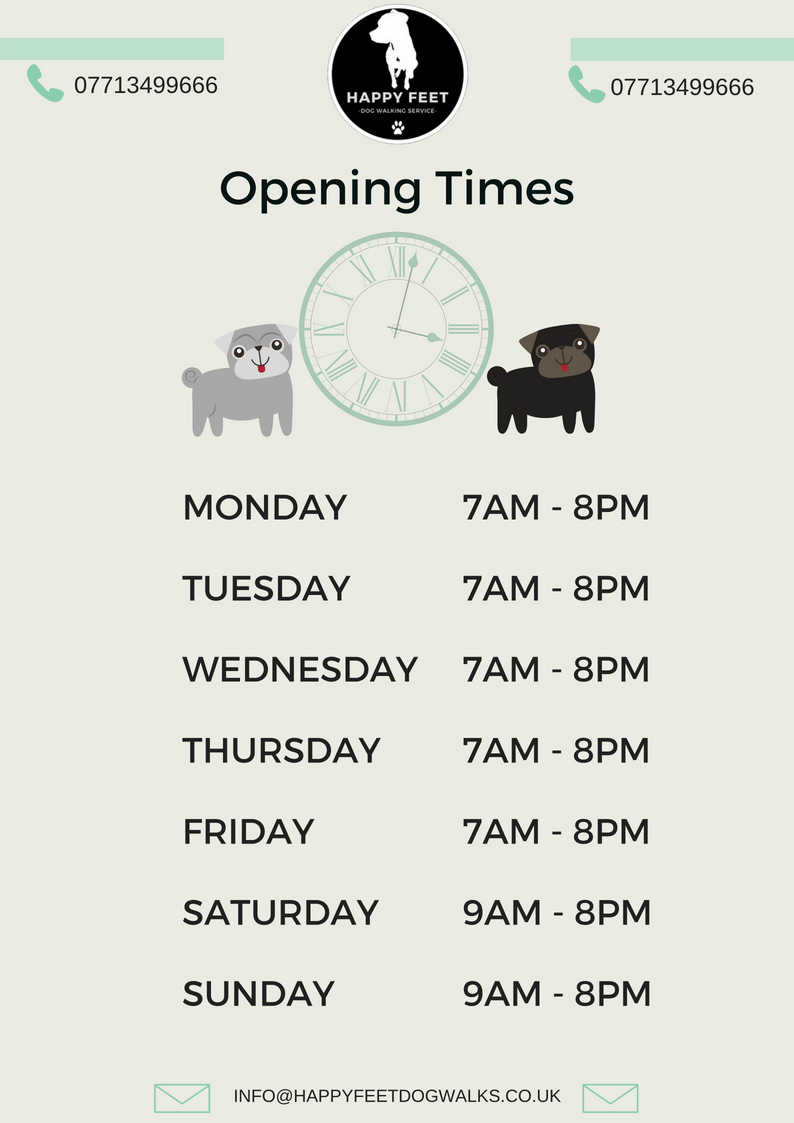 07713499666
HAPPY FEET
-DOG WALKING SERVICE-
07713499666
Opening Times
MONDAY 7AM - 8PM
TUESDAY 7AM - 8PM
WEDNESDAY 7AM - 8PM
THURSDAY 7AM - 8PM
FRIDAY 7AM - 8PM
SATURDAY 9AM - 8PM
SUNDAY 9AM - 8PM
INFO@HAPPYFEETDOGWALKS.CO.UK